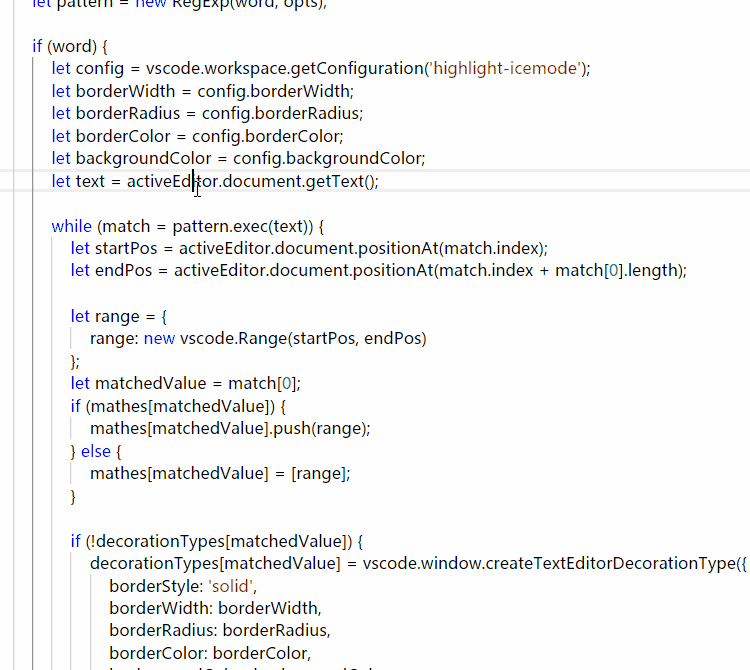 let pattern = new RegExp(word, opts);
if (word) {
let config = vscode.workspace.getConfiguration('highlight-icemode');
let borderWidth = config.borderWidth;
let borderRadius = config.borderRadius;
let borderColor = config.borderColor;
let backgroundColor = config.backgroundColor;
let text = activeEditor.document.getText();
while (match = pattern.exec(text)) {
let startPos = activeEditor.document.positionAt(match.index);
let endPos = activeEditor.document.positionAt(match.index + match[0].length);
let range = {
range: new vscode.Range(startPos, endPos)
};
let matchedValue = match[0];
if (mathes[matchedValue]) {
mathes[matchedValue].push(range);
} else {
mathes[matchedValue] = [range];
}
if (!decorationTypes[matchedValue]) {
decorationTypes[matchedValue] = vscode.window.createTextEditorDecorationType({
borderStyle: 'solid',
borderWidth: borderWidth,
borderRadius: borderRadius,
borderColor: borderColor,